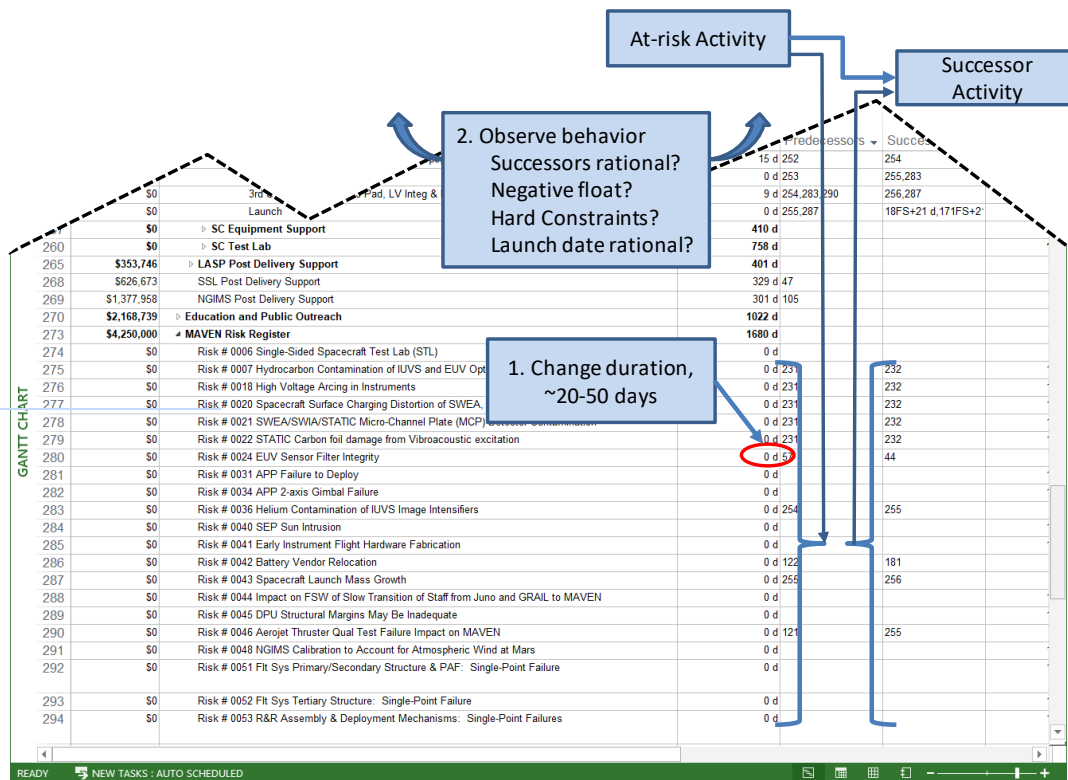 At-risk Activity
Successor
Activity
2. Observe behavior
Successors rational?
Negative float?
Hard Constraints?
Launch date rational?
Predecessors Succes
15 d 252 254
0 d 253 255,283
$0 3rd Pad, LV Integ & 9 d 254,283,290 256,287
$0 Launch 0 d 255,287 18FS+21 d,171FS+2
$0 SC Equipment Support 410 d
260 $0 SC Test Lab 758 d
265 $353,746 LASP Post Delivery Support 401 d
268 $626,673 SSL Post Delivery Support 329 d 47
269 $1,377,958 NGIMS Post Delivery Support 301 d 105
270 $2,168,739 Education and Public Outreach 1022 d
273 $4,250,000 MAVEN Risk Register 1680 d
274 $0 Risk # 0006 Single-Sided Spacecraft Test Lab (STL) 0 d
275 $0 Risk # 0007 Hydrocarbon Contamination of IUVS and EUV Opt 0 d 231 232
276 $0 Risk # 0018 High Voltage Arcing in Instruments 0 d 231 232
277 $0 Risk # 0020 Spacecraft Surface Charging Distortion of SWEA, 0 d 231 232
278 $0 Risk # 0021 SWEA/SWIA/STATIC Micro-Channel Plate (MCP) Detector Contamination 0 d 231 232
279 $0 Risk # 0022 STATIC Carbon foil damage from Vibroacoustic excitation 0 d 231 232
280 $0 Risk # 0024 EUV Sensor Filter Integrity 0 d 57 44
281 $0 Risk # 0031 APP Failure to Deploy 0 d
282 $0 Risk # 0034 APP 2-axis Gimbal Failure 0 d
283 $0 Risk # 0036 Helium Contamination of IUVS Image Intensifiers 0 d 254 255
284 $0 Risk # 0040 SEP Sun Intrusion 0 d
285 $0 Risk # 0041 Early Instrument Flight Hardware Fabrication 0 d
286 $0 Risk # 0042 Battery Vendor Relocation 0 d 122 181
287 $0 Risk # 0043 Spacecraft Launch Mass Growth 0 d 255 256
288 $0 Risk # 0044 Impact on FSW of Slow Transition of Staff from Juno and GRAIL to MAVEN 0 d
289 $0 Risk # 0045 DPU Structural Margins May Be Inadequate 0 d
290 $0 Risk # 0046 Aerojet Thruster Qual Test Failure Impact on MAVEN 0 d 121 255
291 $0 Risk # 0048 NGIMS Calibration to Account for Atmospheric Wind at Mars 0 d
292 $0 Risk # 0051 Flt Sys Primary/Secondary Structure & PAF: Single-Point Failure 0 d
293 $0 Risk # 0052 Flt Sys Tertiary Structure: Single-Point Failure 0 d
294 $0 Risk # 0053 R&R Assembly & Deployment Mechanisms: Single-Point Failures 0 d
1. Change duration,
~20-50 days
GANTT CHART
READY NEW TASKS : AUTO SCHEDULED